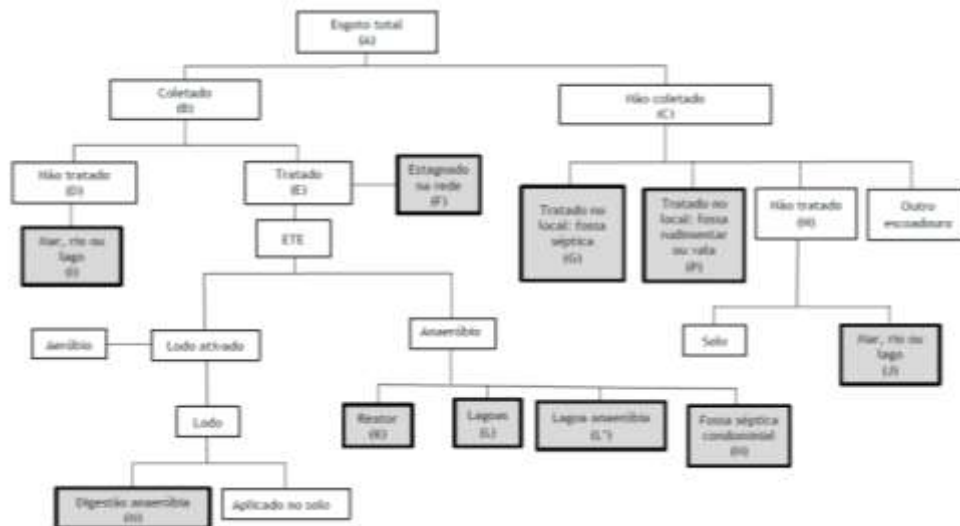 Esgoto total
(A)
Coletado
(B)
Não coletado
(C)
Não tratado
(D)
Tratado
(E)
Estagnado
na rede
(F)
Tratado no
local: fossa
séptica
(G)
Tratado no
local: fossa
rudimentar
ou vala
(P)
Não tratado
(H)
Outro
escoadouro
Mar, rio ou
lago
(I)
ETE
Aeróbio
Lodo ativado
Anaeróbio
Solo
Mar, rio ou
lago
(J)
Lodo
Reator
(K)
Lagoas
(L)
Lagoa anaeróbia
(L')
Fossa séptica
condominial
Digestão anaeróbia
Aplicado no solo